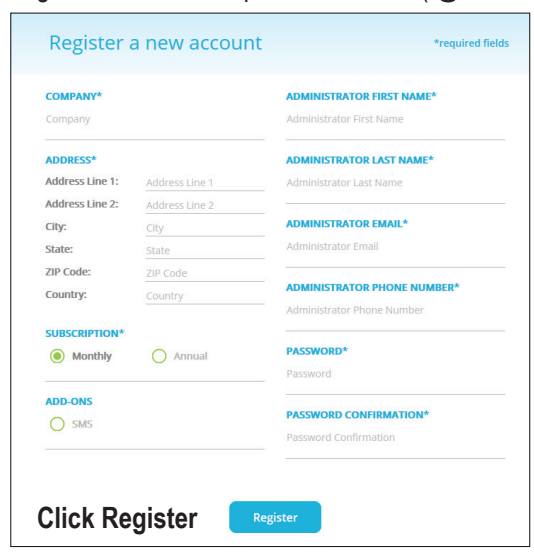 Register a new account
*required fields
COMPANY*
Company
ADDRESS*
Address Line 1: Address Line 1
Address Line 2: Address Line 2
City: City
State: State
ZIP Code: ZIP Code
Country: Country
SUBSCRIPTION*
Monthly Annual
ADD-ONS
SMS
ADMINISTRATOR FIRST NAME*
Administrator First Name
ADMINISTRATOR LAST NAME*
Administrator Last Name
ADMINISTRATOR EMAIL*
Administrator Email
ADMINISTRATOR PHONE NUMBER*
Administrator Phone Number
PASSWORD*
Password
PASSWORD CONFIRMATION*
Password Confirmation
Click Register
Register